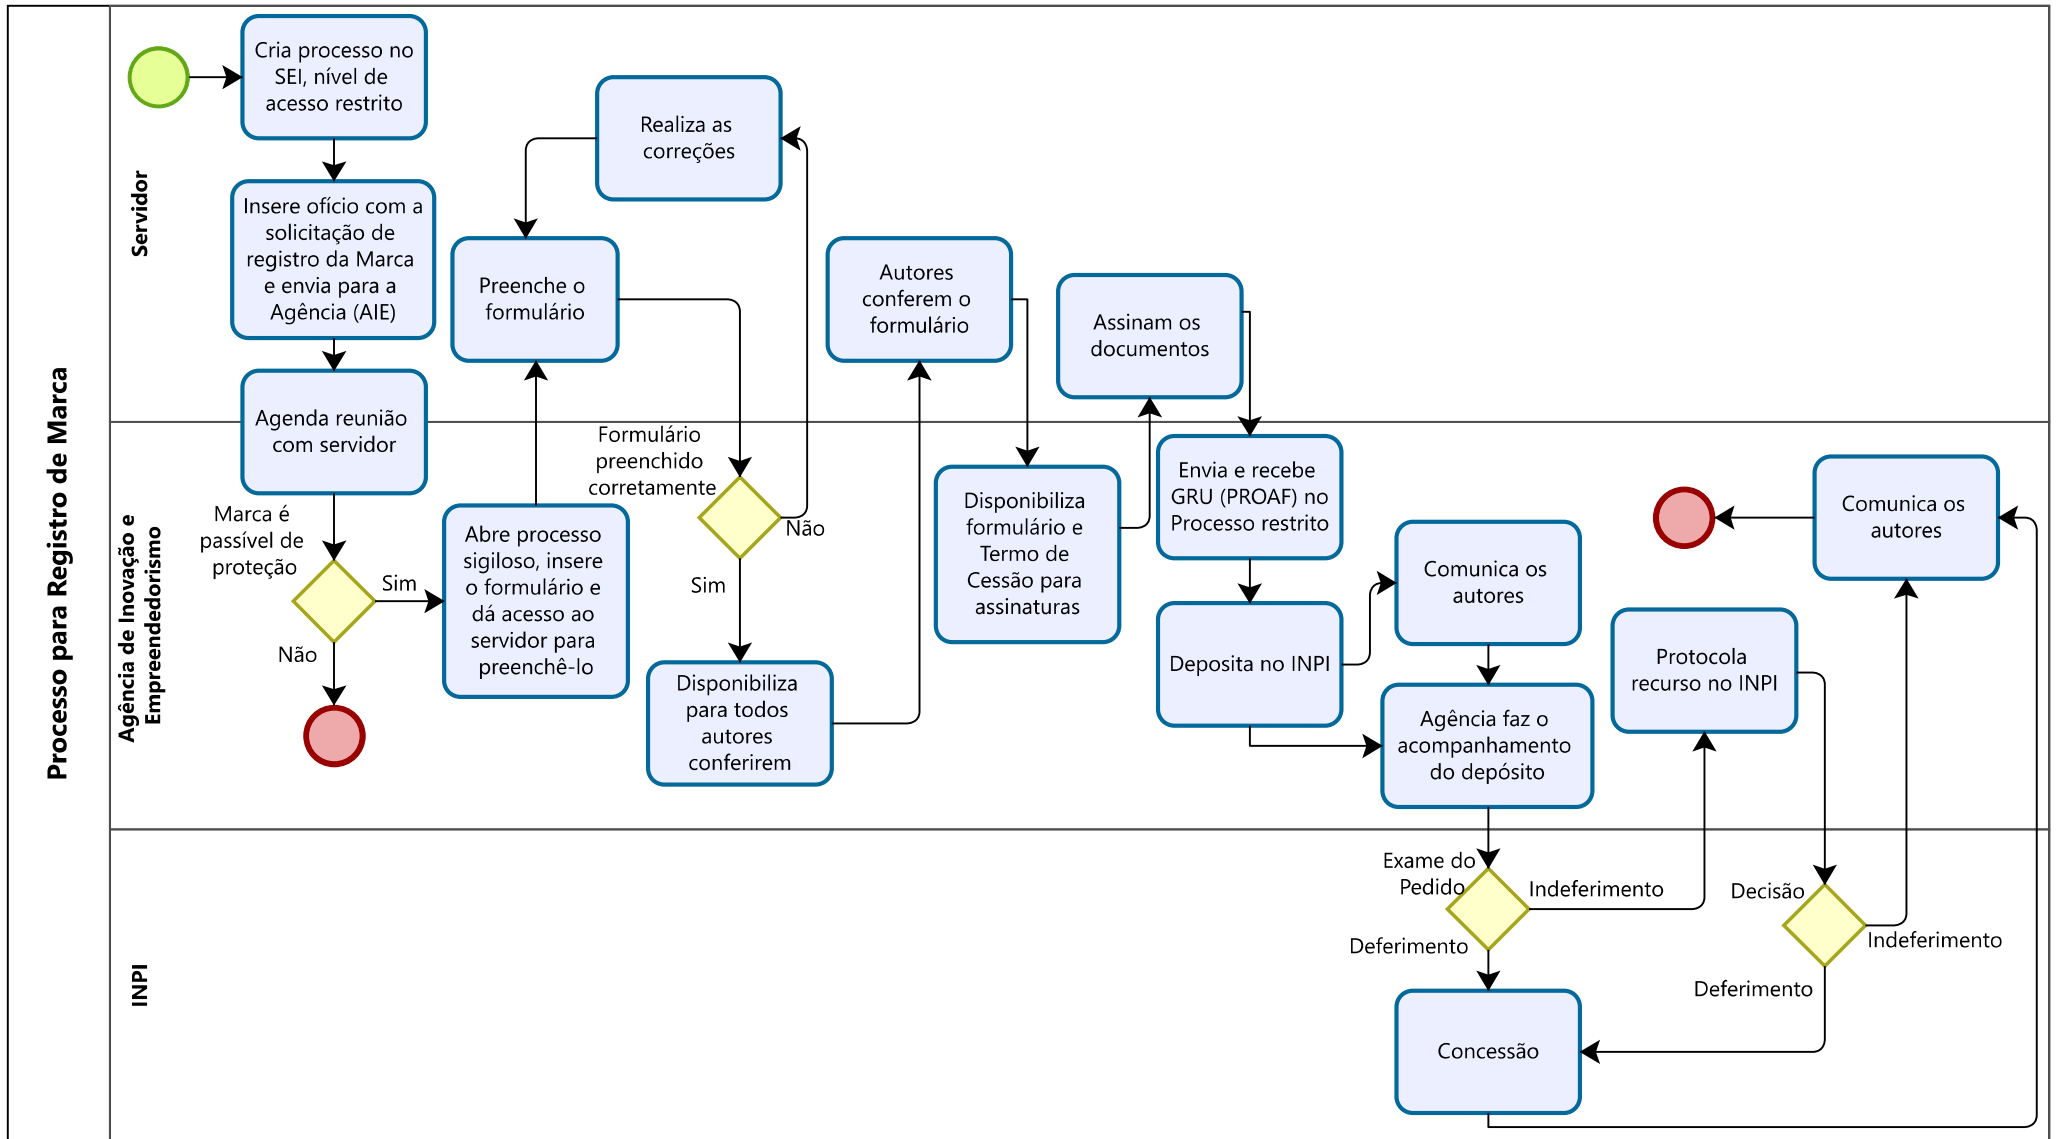 Processo para Registro de Marca
Servidor
Cria processo no
SEI, nível de
acesso restrito
Insere ofício com a
solicitação de
registro da Marca
e envia para a
Agência (AIE)
Agenda reunião
com servidor
Realiza as
correções
Preenche o
formulário
Autores
conferem o
formulário
Assinam os
documentos
Agência de Inovação e
Empreendedorismo
Marca é
passível de
proteção
Sim
Não
Abre processo
sigiloso, insere
o formulário e
dá acesso ao
servidor para
preenchê-lo
Formulário
preenchido
corretamente
Não
Sim
Disponibiliza
para todos
autores
conferirem
Disponibiliza
formulário e
Termo de
Cessão para
assinaturas
Envia e recebe
GRU (PROAF) no
Processo restrito
Deposita no INPI
Comunica os
autores
Agência faz o
acompanhamento
do depósito
Protocola
recurso no INPI
Comunica os
autores
INPI
Exame do
Pedido
Indeferimento
Deferimento
Decisão
Indeferimento
Deferimento
Concessão